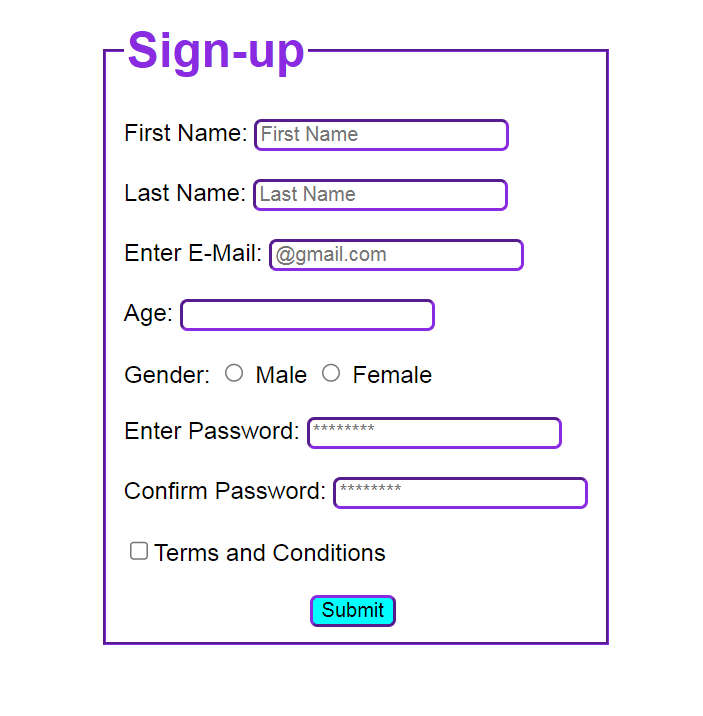 Sign-up
First Name: First Name
Last Name: Last Name
Enter E-Mail: @gmail.com
Age:
Gender: Male Female
Enter Password: ********
Confirm Password: ********
Terms and Conditions
Submit